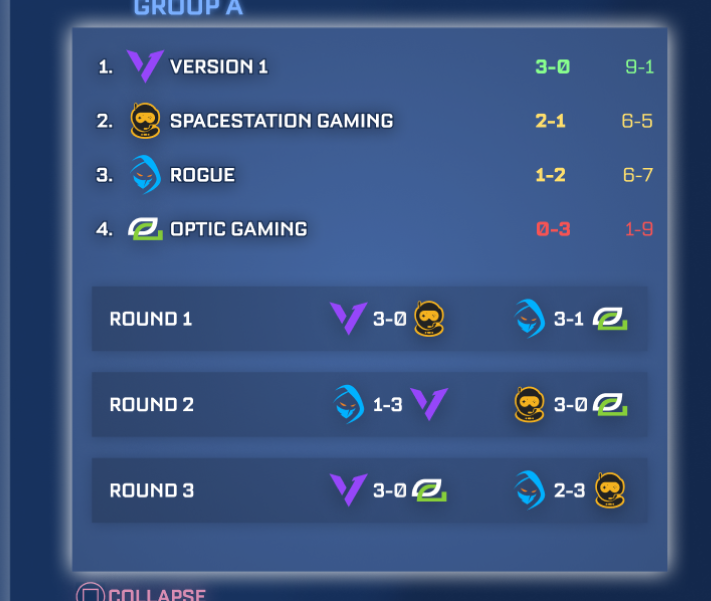 GROUP A
1. VERSION 1 3-0 9-1
2. SPACESTATION GAMING 2-1 6-5
3. ROGUE 1-2 6-7
4. OPTIC GAMING 0-3 1-9
ROUND 1 3-0 3-1
ROUND 2 1-3 3-0
ROUND 3 3-0 2-3
COLLAPSE